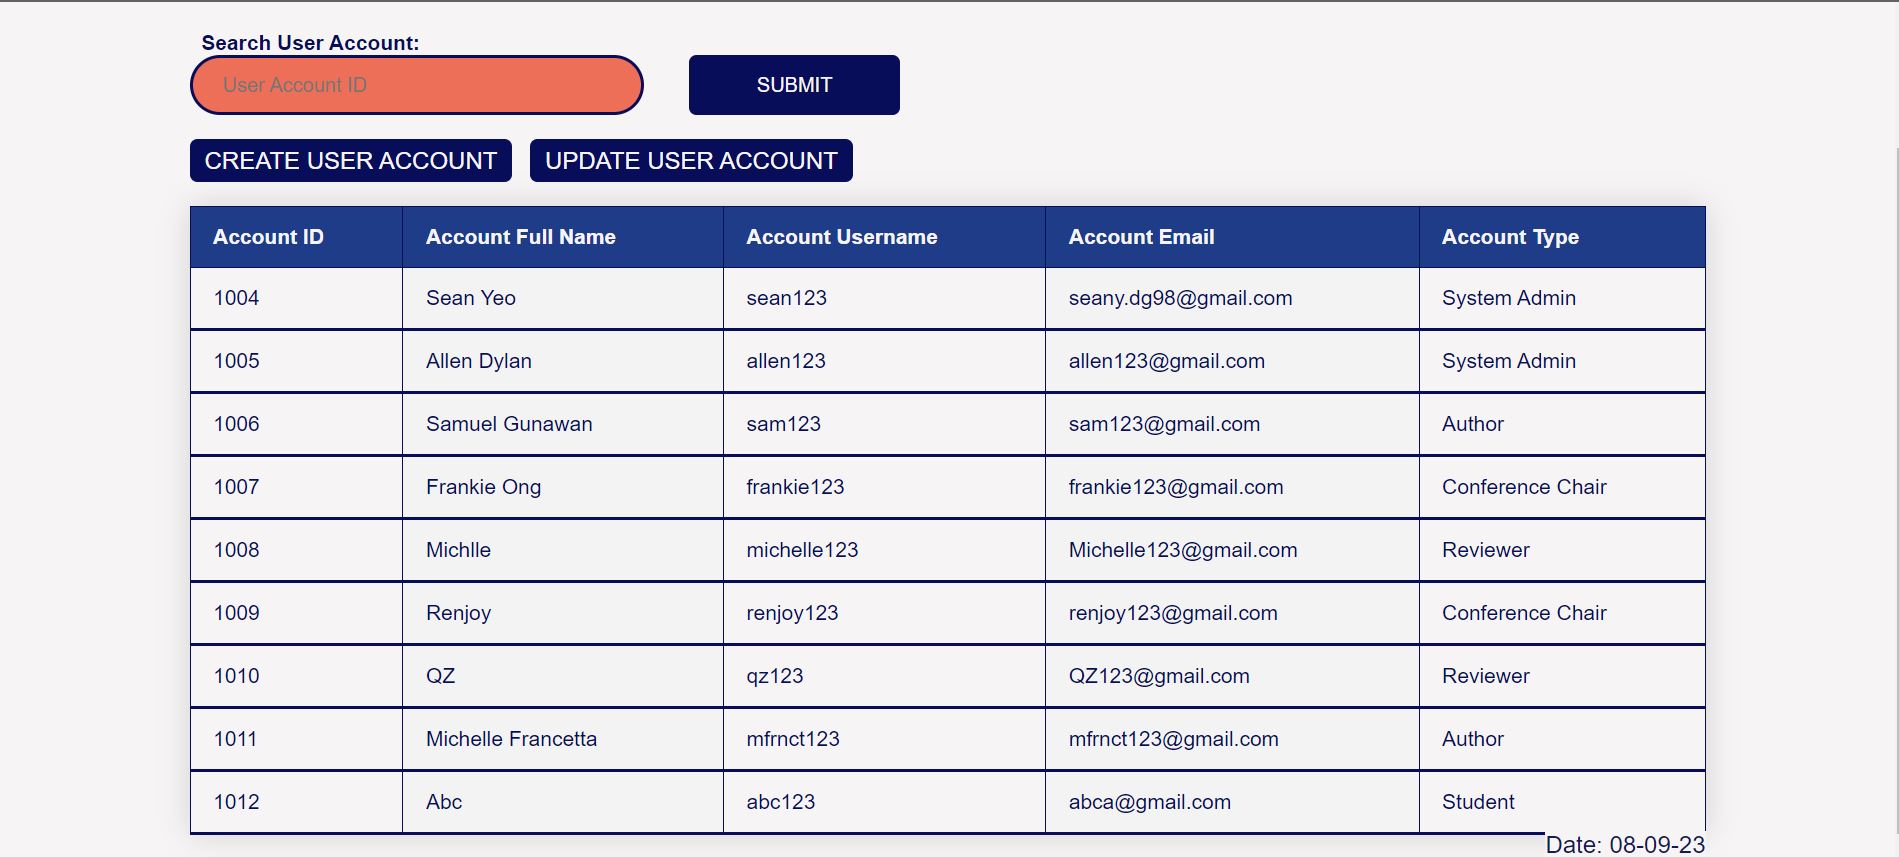 Search User Account:
User Account ID
SUBMIT
CREATE USER ACCOUNT UPDATE USER ACCOUNT
Account ID Account Full Name Account Username Account Email Account Type
1004 Sean Yeo sean123 seany.dg98@gmail.com System Admin
1005 Allen Dylan allen123 allen123@gmail.com System Admin
1006 Samuel Gunawan sam123 sam123@gmail.com Author
1007 Frankie Ong frankie123 frankie123@gmail.com Conference Chair
1008 Michlle michelle123 Michelle123@gmail.com Reviewer
1009 Renjoy renjoy123 renjoy123@gmail.com Conference Chair
1010 QZ qz123 QZ123@gmail.com Reviewer
1011 Michelle Francetta mfrnct123 mfrnct123@gmail.com Author
1012 Abc abc123 abca@gmail.com Student
Date: 08-09-23